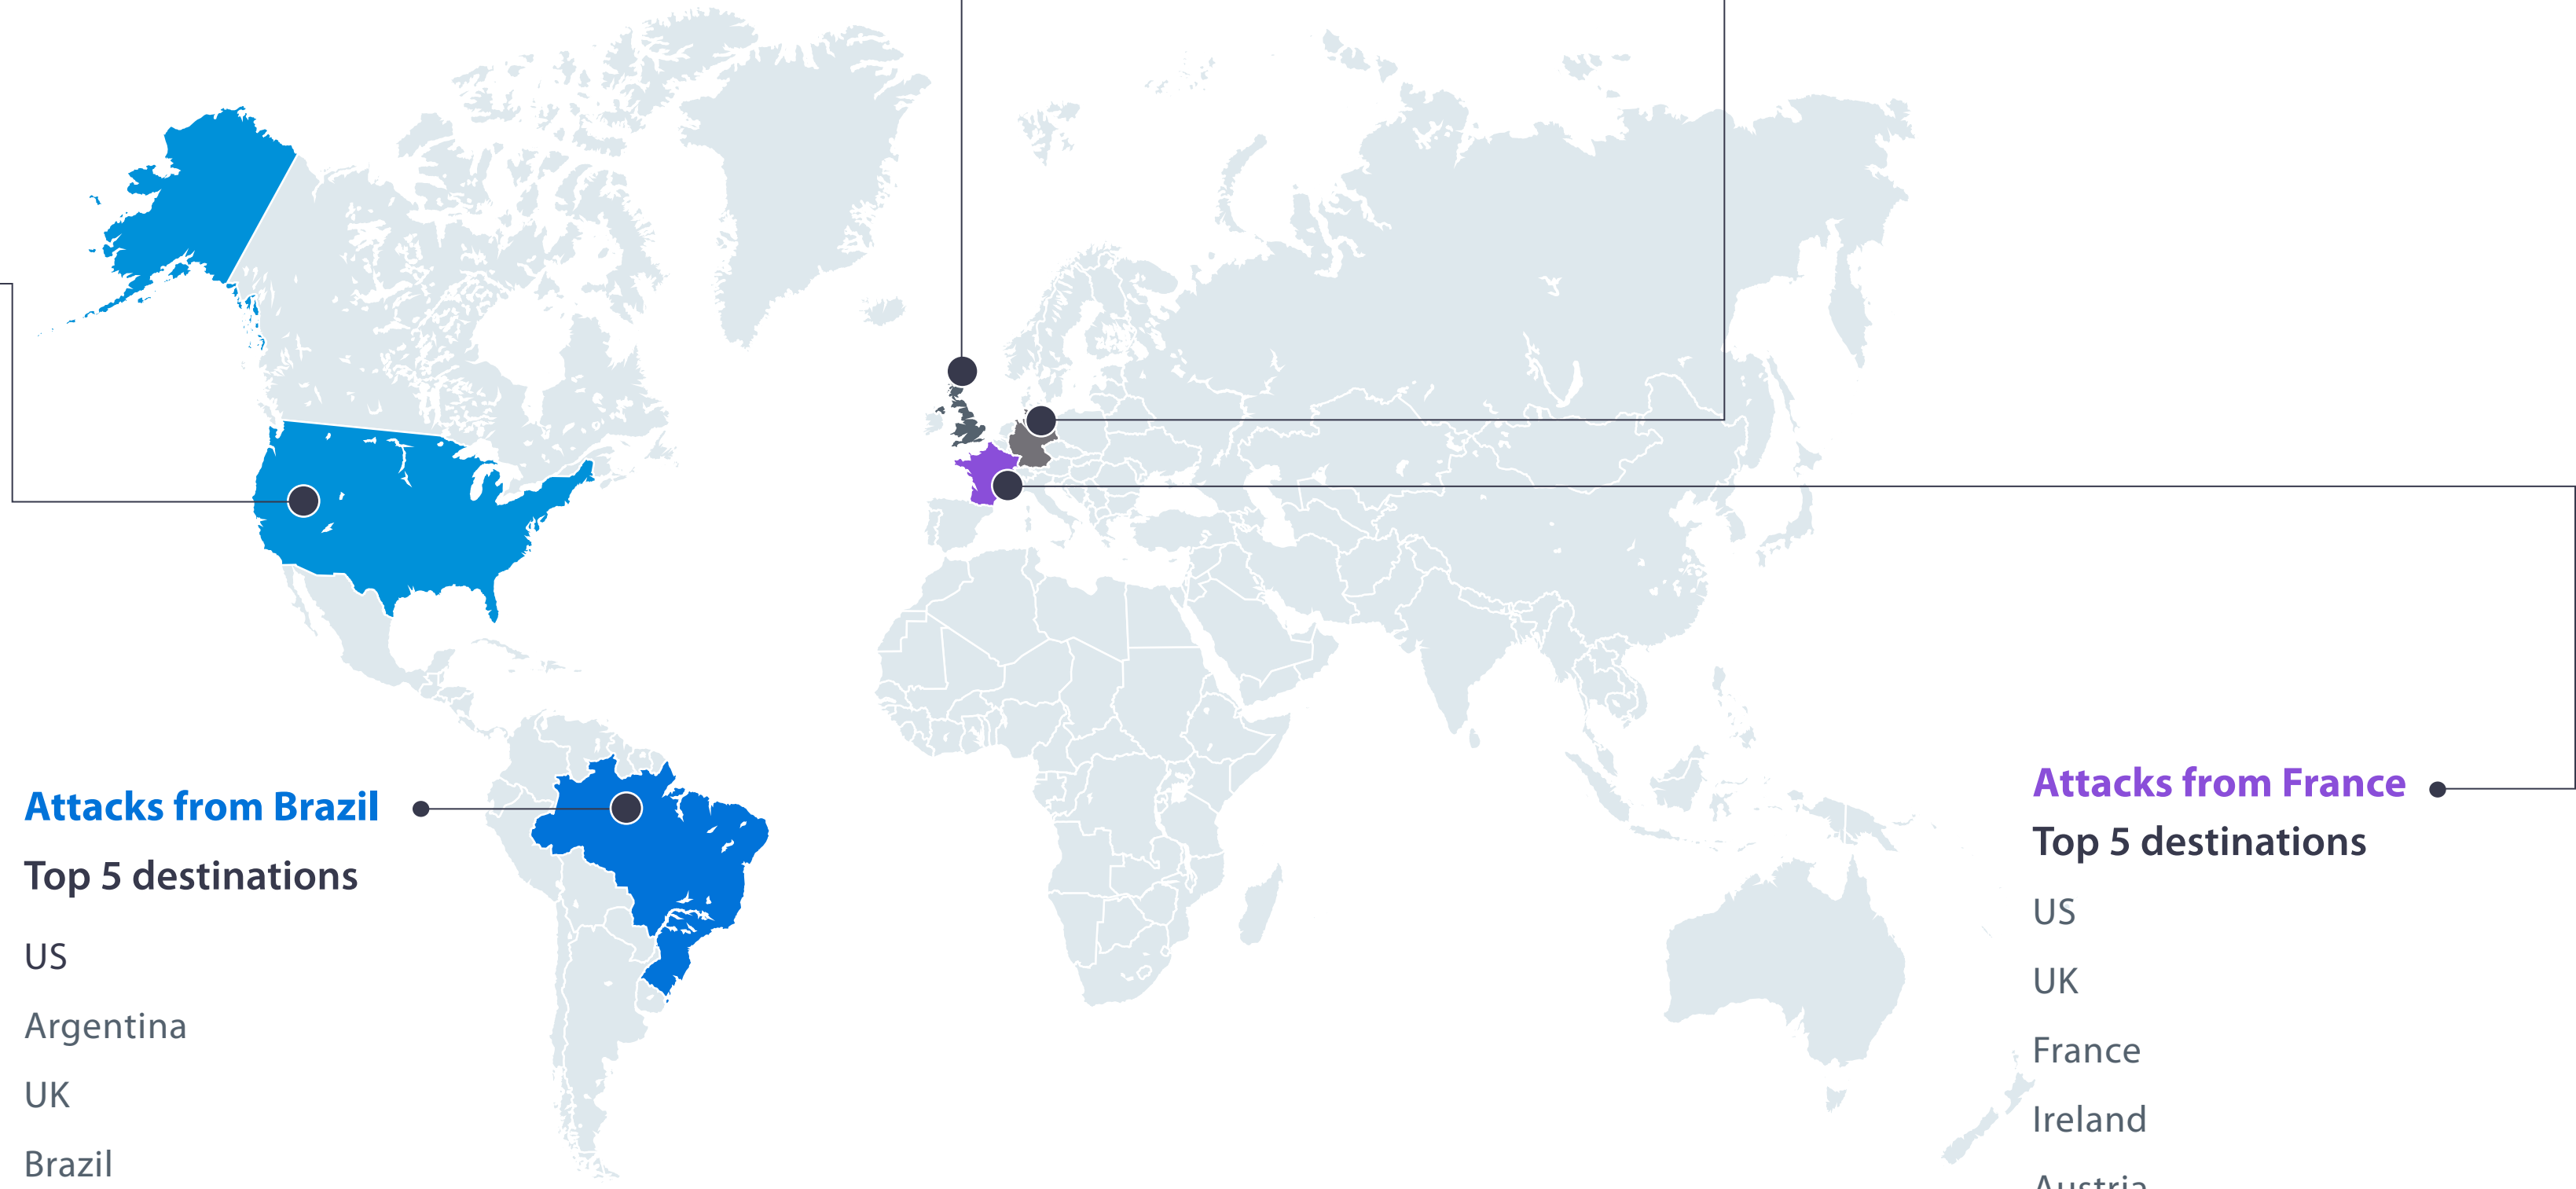 Attacks from Brazil
Top 5 destinations
US
Argentina
UK
Brazil
Attacks from France
Top 5 destinations
US
UK
France
Ireland
Austria